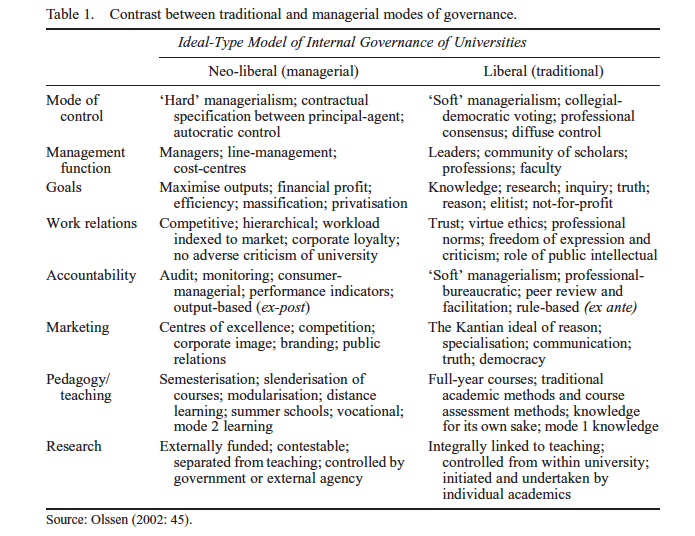 Table 1. Contrast between traditional and managerial modes of governance.
Ideal-Type Model of Internal Governance of Universities
Neo-liberal (managerial) Liberal (traditional)
Mode of control
‘Hard’ managerialism; contractual
specification between principal-agent;
autocratic control
‘Soft’ managerialism; collegial-
democratic voting; professional
consensus; diffuse control
Management function
Managers; line-management;
cost-centres
Leaders; community of scholars;
professions; faculty
Goals
Maximise outputs; financial profit;
efficiency; massification; privatisation
Knowledge; research; inquiry; truth;
reason; elitist; not-for-profit
Work relations
Competitive; hierarchical; workload
indexed to market; corporate loyalty;
no adverse criticism of university
Trust; virtue ethics; professional
norms; freedom of expression and
criticism; role of public intellectual
Accountability
Audit; monitoring; consumer-
managerial; performance indicators;
output-based (ex-post)
‘Soft’ managerialism; professional-
bureaucratic; peer review and
facilitation; rule-based (ex ante)
Marketing
Centres of excellence; competition;
corporate image; branding; public
relations
The Kantian ideal of reason;
specialisation; communication;
truth; democracy
Pedagogy/
teaching
Semesterisation; slenderisation of
courses; modularisation; distance
learning; summer schools; vocational;
mode 2 learning
Full-year courses; traditional
academic methods and course
assessment methods; knowledge
for its own sake; mode 1 knowledge
Research
Externally funded; contestable;
separated from teaching; controlled by
government or external agency
Integrally linked to teaching;
controlled from within university;
initiated and undertaken by
individual academics
Source: Olssen (2002: 45).